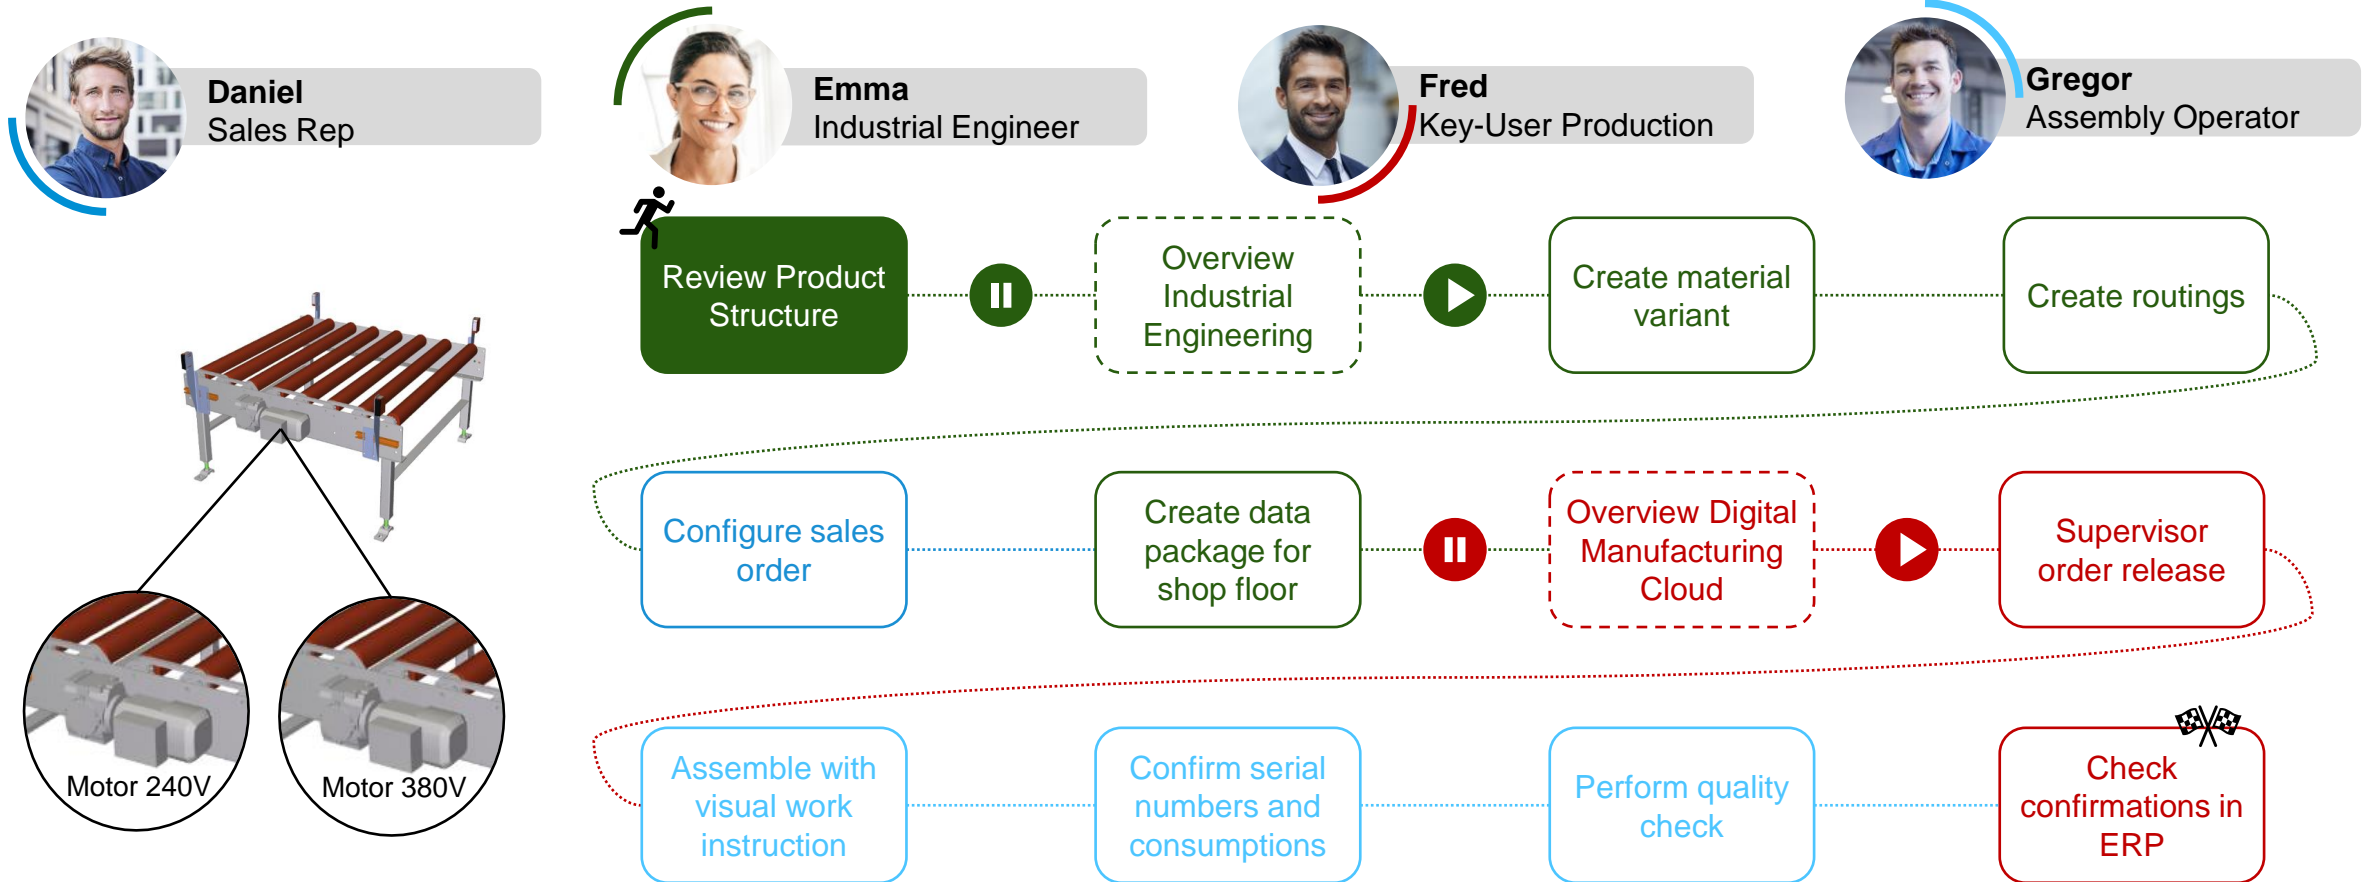 Daniel
Sales Rep
Emma
Industrial Engineer
Fred
Key-User Production
Gregor
Assembly Operator
Review Product
Structure
Overview
Industrial
Engineering
Create material
variant
Create routings
Configure sales
order
Create data
package for
shop floor
Overview Digital
Manufacturing
Cloud
Supervisor
order release
Motor 240V
Motor 380V
Assemble with
visual work
instruction
Confirm serial
numbers and
consumptions
Perform quality
check
Check
confirmations in
ERP